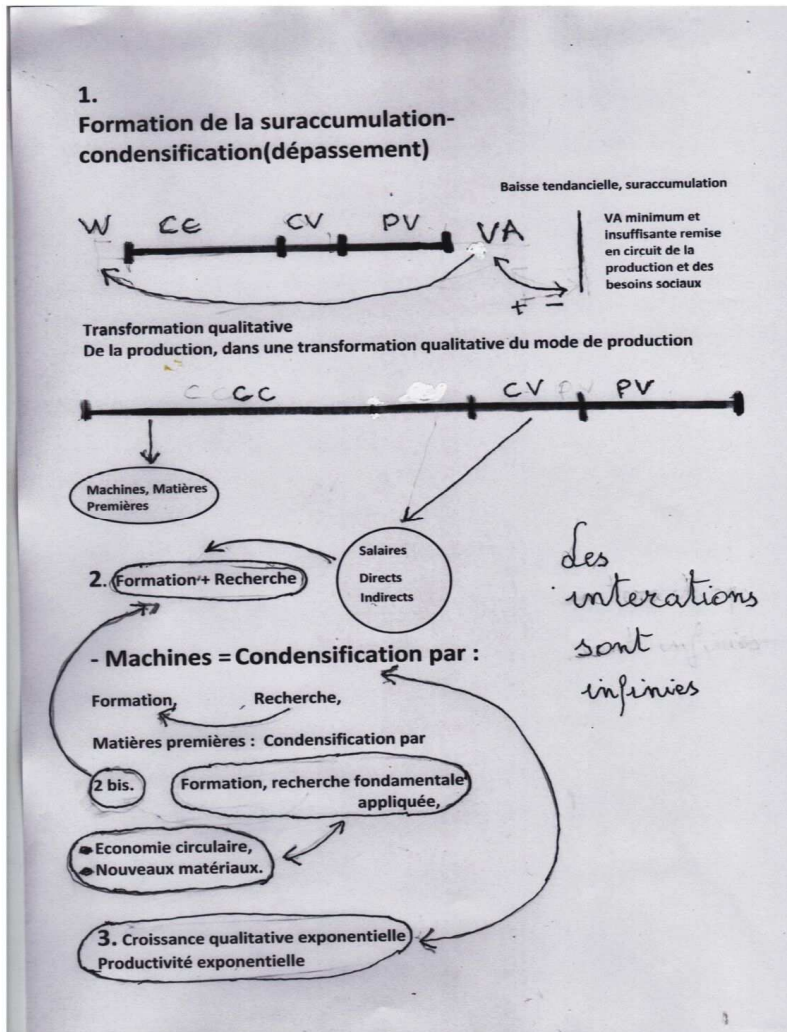 1.
Formation de la suraccumulation-
condensification(dépassement)
Baisse tendancielle, suraccumulation
W CC CV PV VA
VA minimum et
insuffisante remise
en circuit de la
production et des
besoins sociaux
+ =
Transformation qualitative
De la production, dans une transformation qualitative du mode de production
CC CV PV
Machines, Matières
Premières
Salaires
Directs
Indirects
2. Formation + Recherche
Les
interations
sont
infinies
- Machines = Condensification par :
Formation, Recherche,
Matières premières : Condensification par
2 bis.
Formation, recherche fondamentale
appliquée,
Economie circulaire,
Nouveaux matériaux.
3. Croissance qualitative exponentielle
Productivité exponentielle